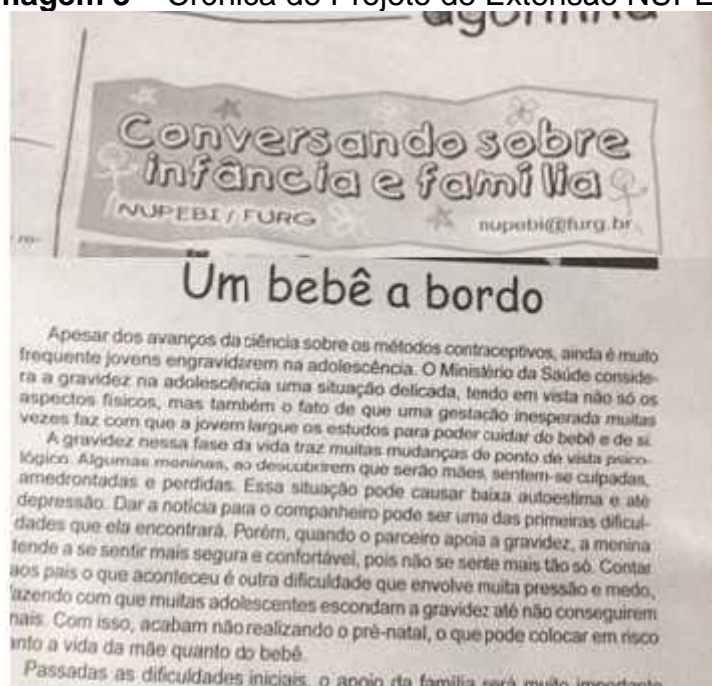 Crônica do Projeto de Extensão
agorinha
Conversando sobre
infância e família
NUPEBI / FURG
nupebi@furg.br
Um bebê a bordo
Apesar dos avanços da ciência sobre os métodos contraceptivos, ainda é muito
frequente jovens engravidarem na adolescência. O Ministério da Saúde conside-
ra a gravidez na adolescência uma situação delicada, tendo em vista não só os
aspectos físicos, mas também o fato de que uma gestação inesperada muitas
vezes faz com que a jovem largue os estudos para poder cuidar do bebê e de si.
A gravidez nessa fase da vida traz muitas mudanças do ponto de vista psico-
lógico. Algumas meninas, ao descobrirem que serão mães, sentem-se culpadas,
amedrontadas e perdidas. Essa situação pode causar baixa autoestima e até
depressão. Dar a notícia para o companheiro pode ser uma das primeiras dificul-
dades que ela encontrará. Porém, quando o parceiro apoia a gravidez, a menina
tende a se sentir mais segura e confortável, pois não se sente mais tão só. Contar
aos pais o que aconteceu é outra dificuldade que envolve muita pressão e medo,
fazendo com que muitas adolescentes escondam a gravidez até não conseguirem
mais. Com isso, acabam não realizando o pré-natal, o que pode colocar em risco
anto a vida da mãe quanto do bebê.
Passadas as dificuldades iniciais, o apoio da família será muito importante